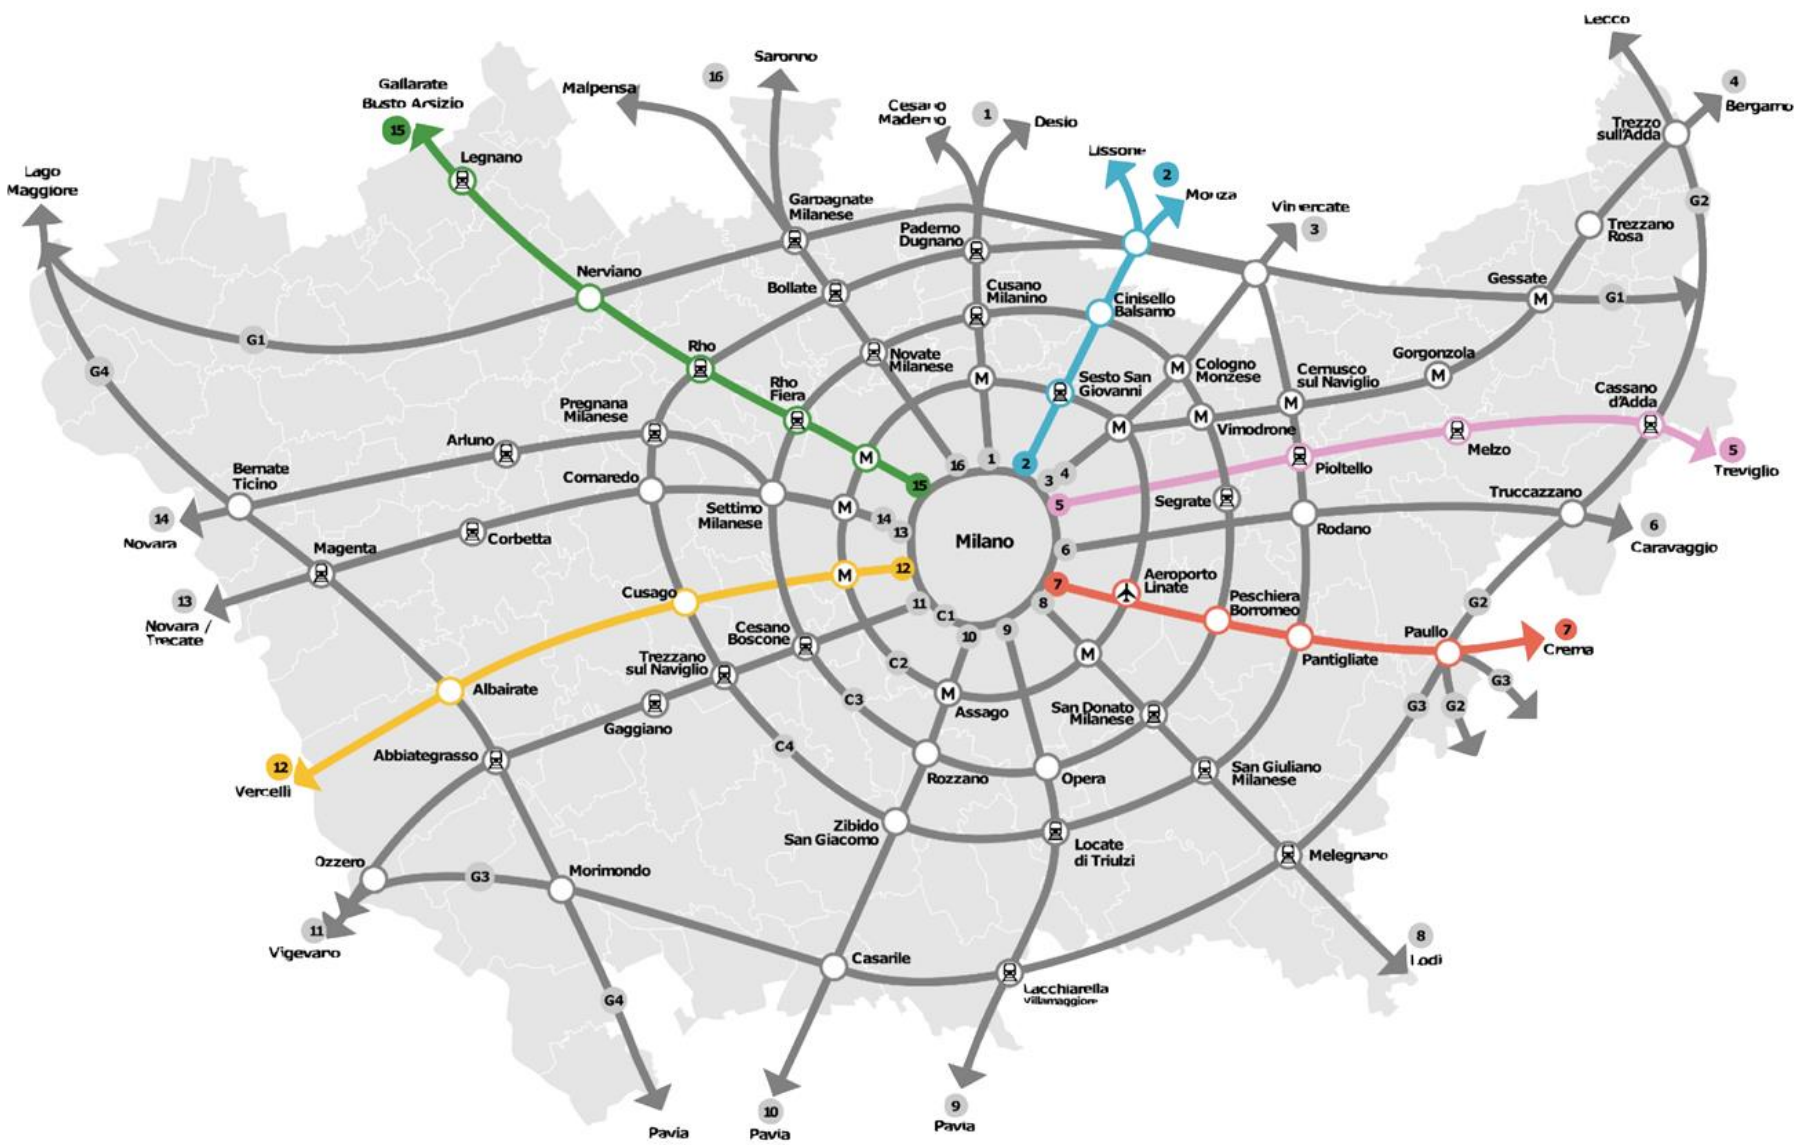 Lecco
4
Bergamo
Saronno
16
Malpensa
Gallarate
Busto Arsizio
15
Cesano
Maderno
1
Desio
Trezzo
sull'Adda
Legnano
Lissone
2
Monza
Lago
Maggiore
Garbagnate
Milanese
Vimercate
3
G2
Trezzano
Rosa
Paderno
Dugnano
Nerviano
Bollate
Cusano
Milanino
Cinisello
Balsamo
Gessate
M
G1
G1
Rho
Novate
Milanese
M
Cologno
Monzese
Gorgonzola
M
G4
Cernusco
sul Naviglio
M
Rho
Fiera
M
Sesto San
Giovanni
Cassano
d'Adda
Pregnana
Milanese
M
M
Vimodrone
Arluno
M
16
1
2
3
4
Pioltello
Melzo
5
Treviglio
Bernate
Ticino
Cornaredo
15
5
Segrate
Truccazzano
Settimo
Milanese
M
14
13
14
Novara
Corbetta
Milano
6
Rodano
6
Caravaggio
Magenta
M
12
7
Aeroporto
Linate
Cusago
13
Novara /
Trecate
11
C1
10
9
8
Peschiera
Borromeo
G2
Cesano
Boscone
Paullo
7
Crema
Trezzano
sul Naviglio
C2
M
Pantigliate
Albairate
M
Assago
G3
G3
G2
Gaggiano
C3
San Donato
Milanese
Abbiategrasso
C4
12
Vercelli
Rozzano
Opera
San Giuliano
Milanese
Zibido
San Giacomo
Locate
di Triulzi
Melegnano
Ozzero
G3
Morimondo
11
Vigevano
8
Lodi
Casarile
Lacchiarella
Villamaggiore
G4
10
Pavia
9
Pavia
Pavia